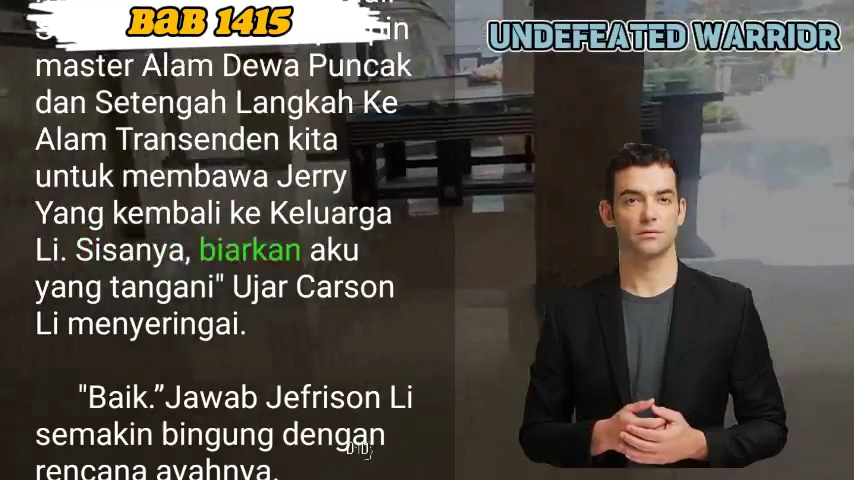 BAB 1415
UNDEFEATED WARRIOR
master Alam Dewa Puncak
dan Setengah Langkah Ke
Alam Transenden kita
untuk membawa Jerry
Yang kembali ke Keluarga
Li. Sisanya, biarkan aku
yang tangani" Ujar Carson
Li menyeringai.
"Baik.”Jawab Jefrison Li
semakin bingung dengan
rencana ayahnya.